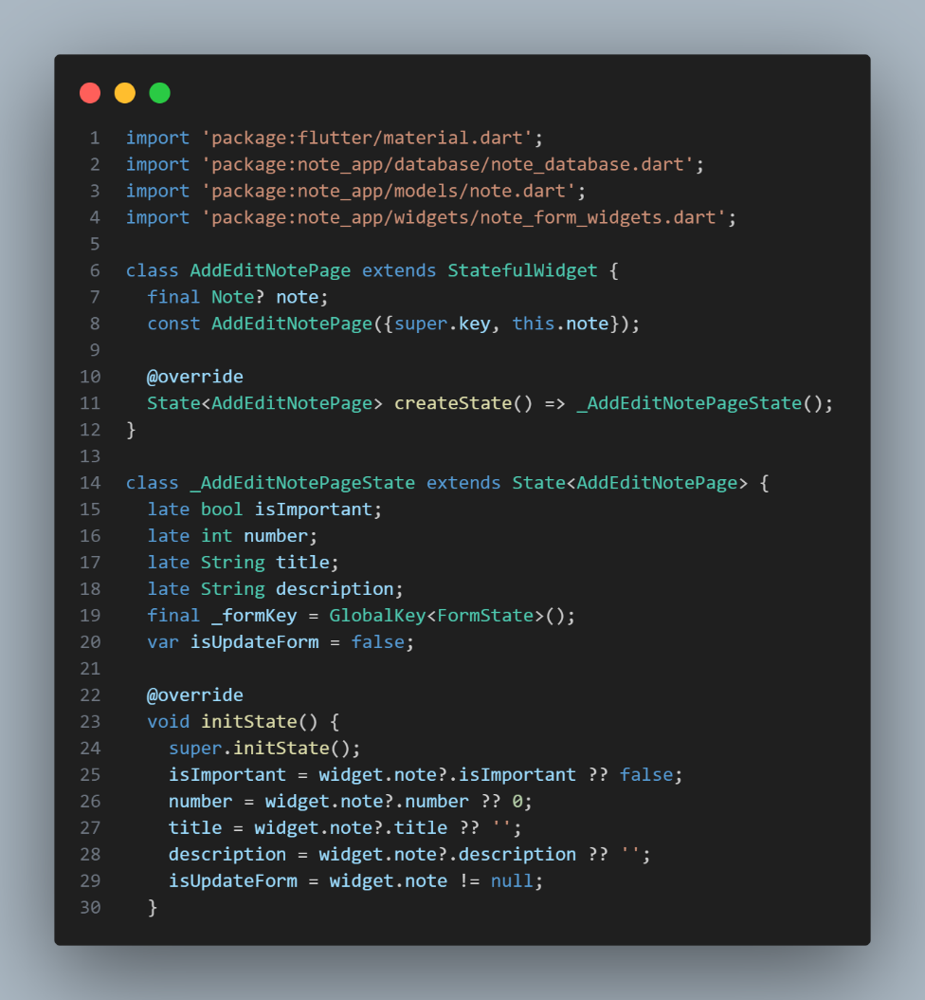 1 import 'package:flutter/material.dart';
2 import 'package:note_app/database/note_database.dart';
3 import 'package:note_app/models/note.dart';
4 import 'package:note_app/widgets/note_form_widgets.dart';
5
6 class AddEditNotePage extends StatefulWidget {
7   final Note? note;
8   const AddEditNotePage({super.key, this.note});
9
10   @override
11   State<AddEditNotePage> createState() => _AddEditNotePageState();
12 }
13
14 class _AddEditNotePageState extends State<AddEditNotePage> {
15   late bool isImportant;
16   late int number;
17   late String title;
18   late String description;
19   final _formKey = GlobalKey<FormState>();
20   var isUpdateForm = false;
21
22   @override
23   void initState() {
24     super.initState();
25     isImportant = widget.note?.isImportant ?? false;
26     number = widget.note?.number ?? 0;
27     title = widget.note?.title ?? '';
28     description = widget.note?.description ?? '';
29     isUpdateForm = widget.note != null;
30   }